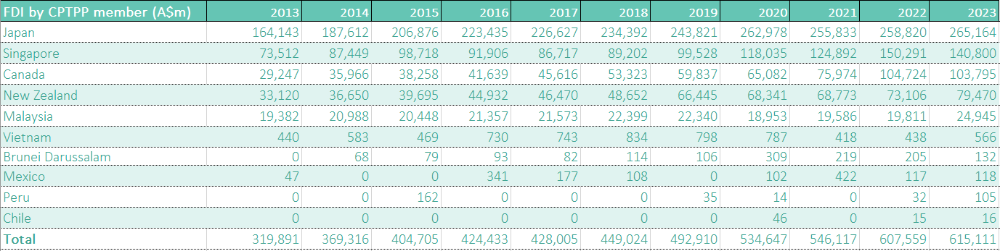 FDI by CPTPP member (A$m) 2013 2014 2015 2016 2017 2018 2019 2020 2021 2022 2023
Japan 164,143 187,612 206,876 223,435 226,627 234,392 243,821 262,978 255,833 258,820 265,164
Singapore 73,512 87,449 98,718 91,906 86,717 89,202 99,528 118,035 124,892 150,291 140,800
Canada 29,247 35,966 38,258 41,639 45,616 53,323 59,837 65,082 75,974 104,724 103,795
New Zealand 33,120 36,650 39,695 44,932 46,470 48,652 66,445 68,341 68,773 73,106 79,470
Malaysia 19,382 20,988 20,448 21,357 21,573 22,399 22,340 18,953 19,586 19,811 24,945
Vietnam 440 583 469 730 743 834 798 787 418 438 566
Brunei Darussalam 0 68 79 93 82 114 106 309 219 205 132
Mexico 47 0 0 341 177 108 0 102 422 117 118
Peru 0 0 162 0 0 0 35 14 0 32 105
Chile 0 0 0 0 0 0 0 46 0 15 16
Total 319,891 369,316 404,705 424,433 428,005 449,024 492,910 534,647 546,117 607,559 615,111